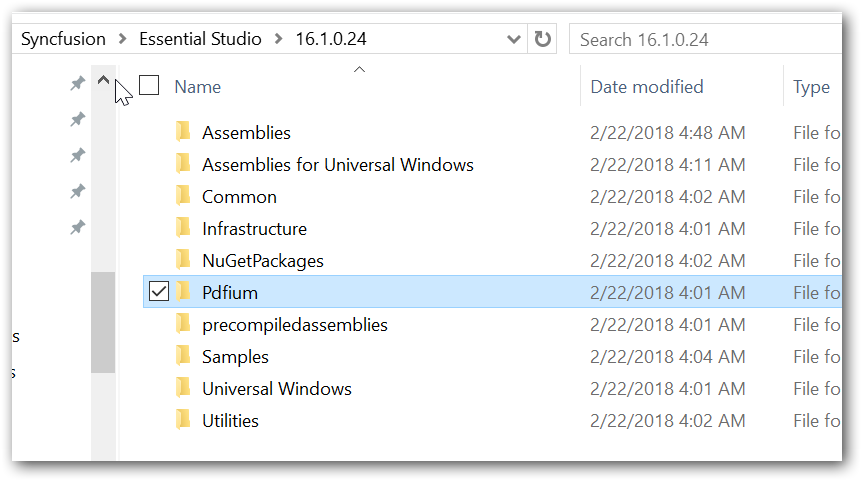 Syncfusion > Essential Studio > 16.1.0.24 Search 16.1.0.24
Name Date modified Type
Assemblies 2/22/2018 4:48 AM File fo
Assemblies for Universal Windows 2/22/2018 4:11 AM File fo
Common 2/22/2018 4:02 AM File fo
Infrastructure 2/22/2018 4:01 AM File fo
NuGetPackages 2/22/2018 4:02 AM File fo
Pdfium 2/22/2018 4:01 AM File fo
precompiledassemblies 2/22/2018 4:01 AM File fo
s
Samples 2/22/2018 4:04 AM File fo
Universal Windows 2/22/2018 4:01 AM File fo
Utilities 2/22/2018 4:02 AM File fo